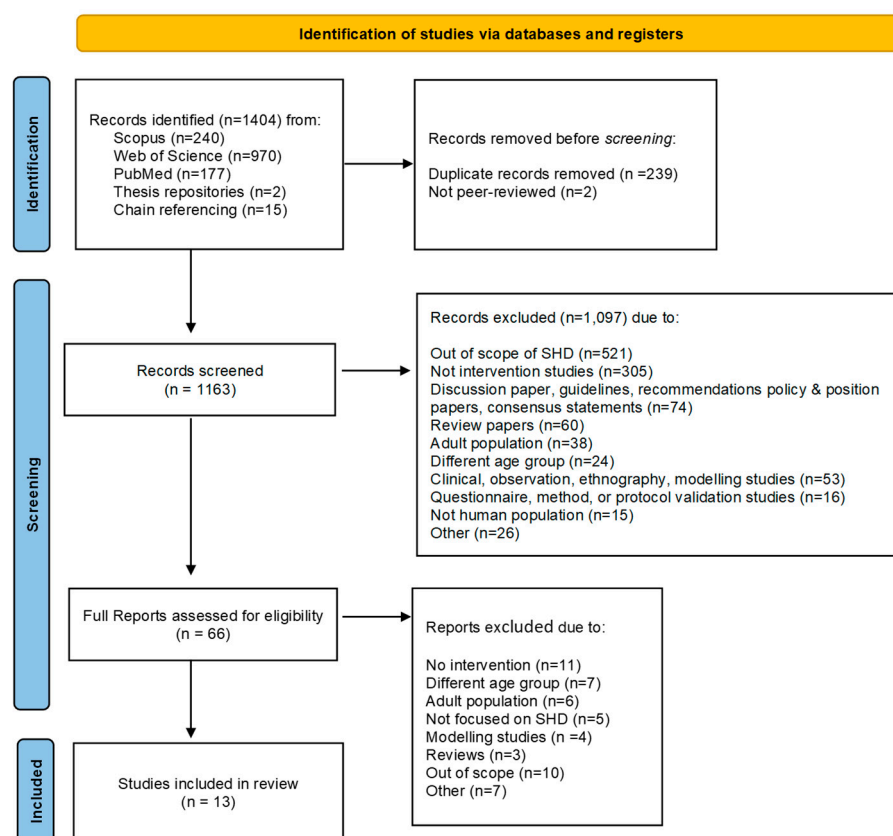 Identification of studies via databases and registers
Identification
Records identified (n=1404) from:
Scopus (n=240)
Web of Science (n=970)
PubMed (n=177)
Thesis repositories (n=2)
Chain referencing (n=15)
Records removed before screening:
Duplicate records removed (n =239)
Not peer-reviewed (n=2)
Screening
Records screened
(n = 1163)
Records excluded (n=1,097) due to:
Out of scope of SHD (n=521)
Not intervention studies (n=305)
Discussion paper, guidelines, recommendations policy & position
papers, consensus statements (n=74)
Review papers (n=60)
Adult population (n=38)
Different age group (n=24)
Clinical, observation, ethnography, modelling studies (n=53)
Questionnaire, method, or protocol validation studies (n=16)
Not human population (n=15)
Other (n=26)
Full Reports assessed for eligibility
(n = 66)
Reports excluded due to:
No intervention (n=11)
Different age group (n=7)
Adult population (n=6)
Not focused on SHD (n=5)
Modelling studies (n =4)
Reviews (n=3)
Out of scope (n=10)
Other (n=7)
Included
Studies included in review
(n = 13)